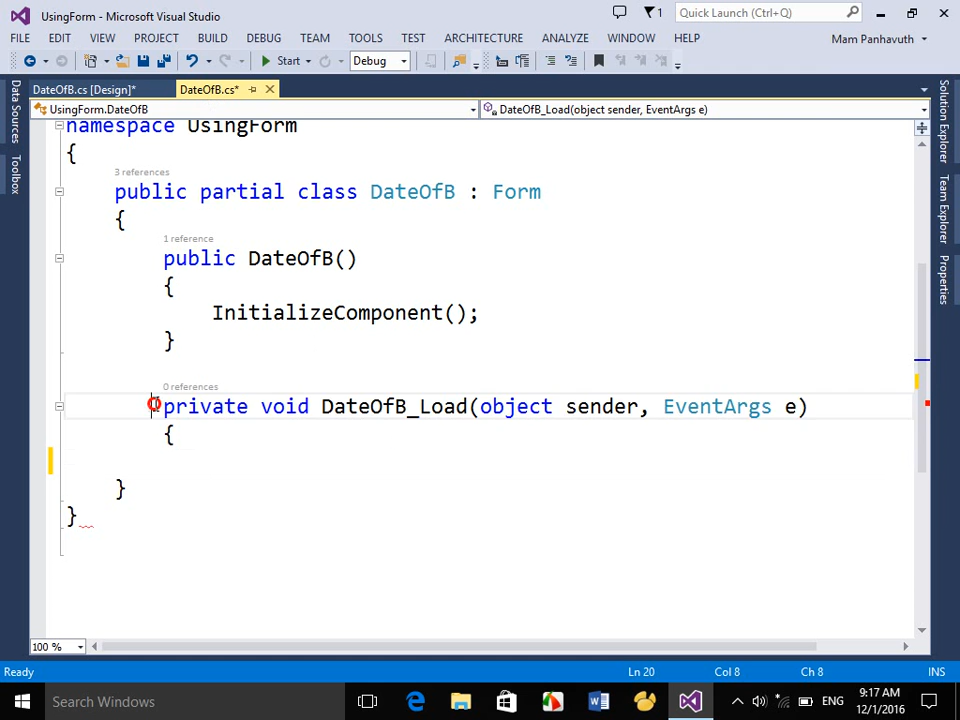 UsingForm - Microsoft Visual Studio
1
Quick Launch (Ctrl+Q)
FILE EDIT VIEW PROJECT BUILD DEBUG TEAM TOOLS TEST ARCHITECTURE ANALYZE WINDOW HELP
Mam Panhavuth
Start
Debug
DateOfB.cs [Design]*
DateOfB.cs*
UsingForm.DateOfB
DateOfB_Load(object sender, EventArgs e)
Data Sources
Toolbox
Solution Explorer
Team Explorer
Properties
namespace UsingForm
{
3 references
public partial class DateOfB : Form
{
1 reference
public DateOfB()
{
InitializeComponent();
}
0 references
private void DateOfB_Load(object sender, EventArgs e)
{
}
}
100 %
Ready
Ln 20
Col 8
Ch 8
INS
Search Windows
ENG
9:17 AM
12/1/2016